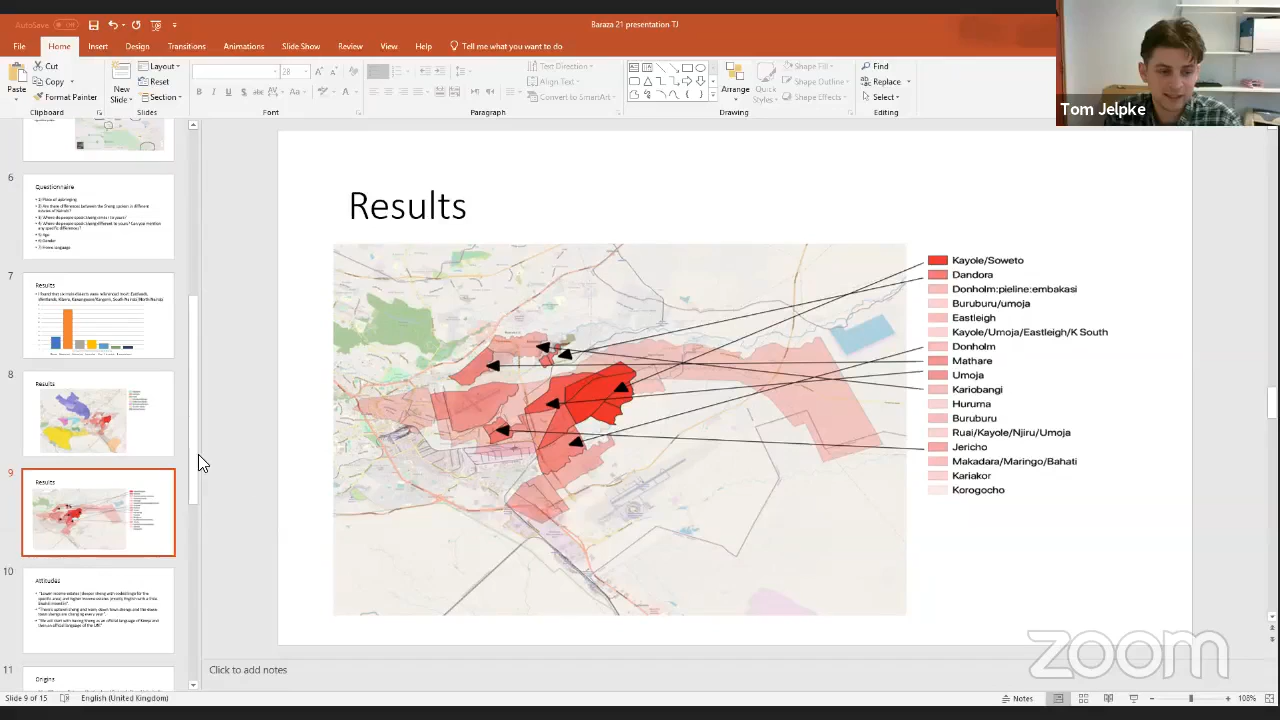 AutoSave Off
Baraza 21 presentation TJ
File Home Insert Design Transitions Animations Slide Show Review View Help Tell me what you want to do
Paste
Cut
Copy
Format Painter
Clipboard
New Slide
Layout
Reset
Section
Slides
28
Font
Paragraph
Text Direction
Align Text
Convert to SmartArt
Arrange
Quick Styles
Shape Fill
Shape Outline
Shape Effects
Drawing
Find
Replace
Select
Editing
Tom Jelpke
6
Questionnaire
7
Results
8
Results
9
Results
10
Attitudes
11
Origins
Results
Kayole/Soweto
Dandora
Donholm:pieline:embakasi
Buruburu/umoja
Eastleigh
Kayole/Umoja/Eastleigh/K South
Donholm
Mathare
Umoja
Kariobangi
Huruma
Buruburu
Ruai/Kayole/Njiru/Umoja
Jericho
Makadara/Maringo/Bahati
Kariakor
Korogocho
zoom
Click to add notes
Slide 9 of 15 English (United Kingdom) Notes 108%